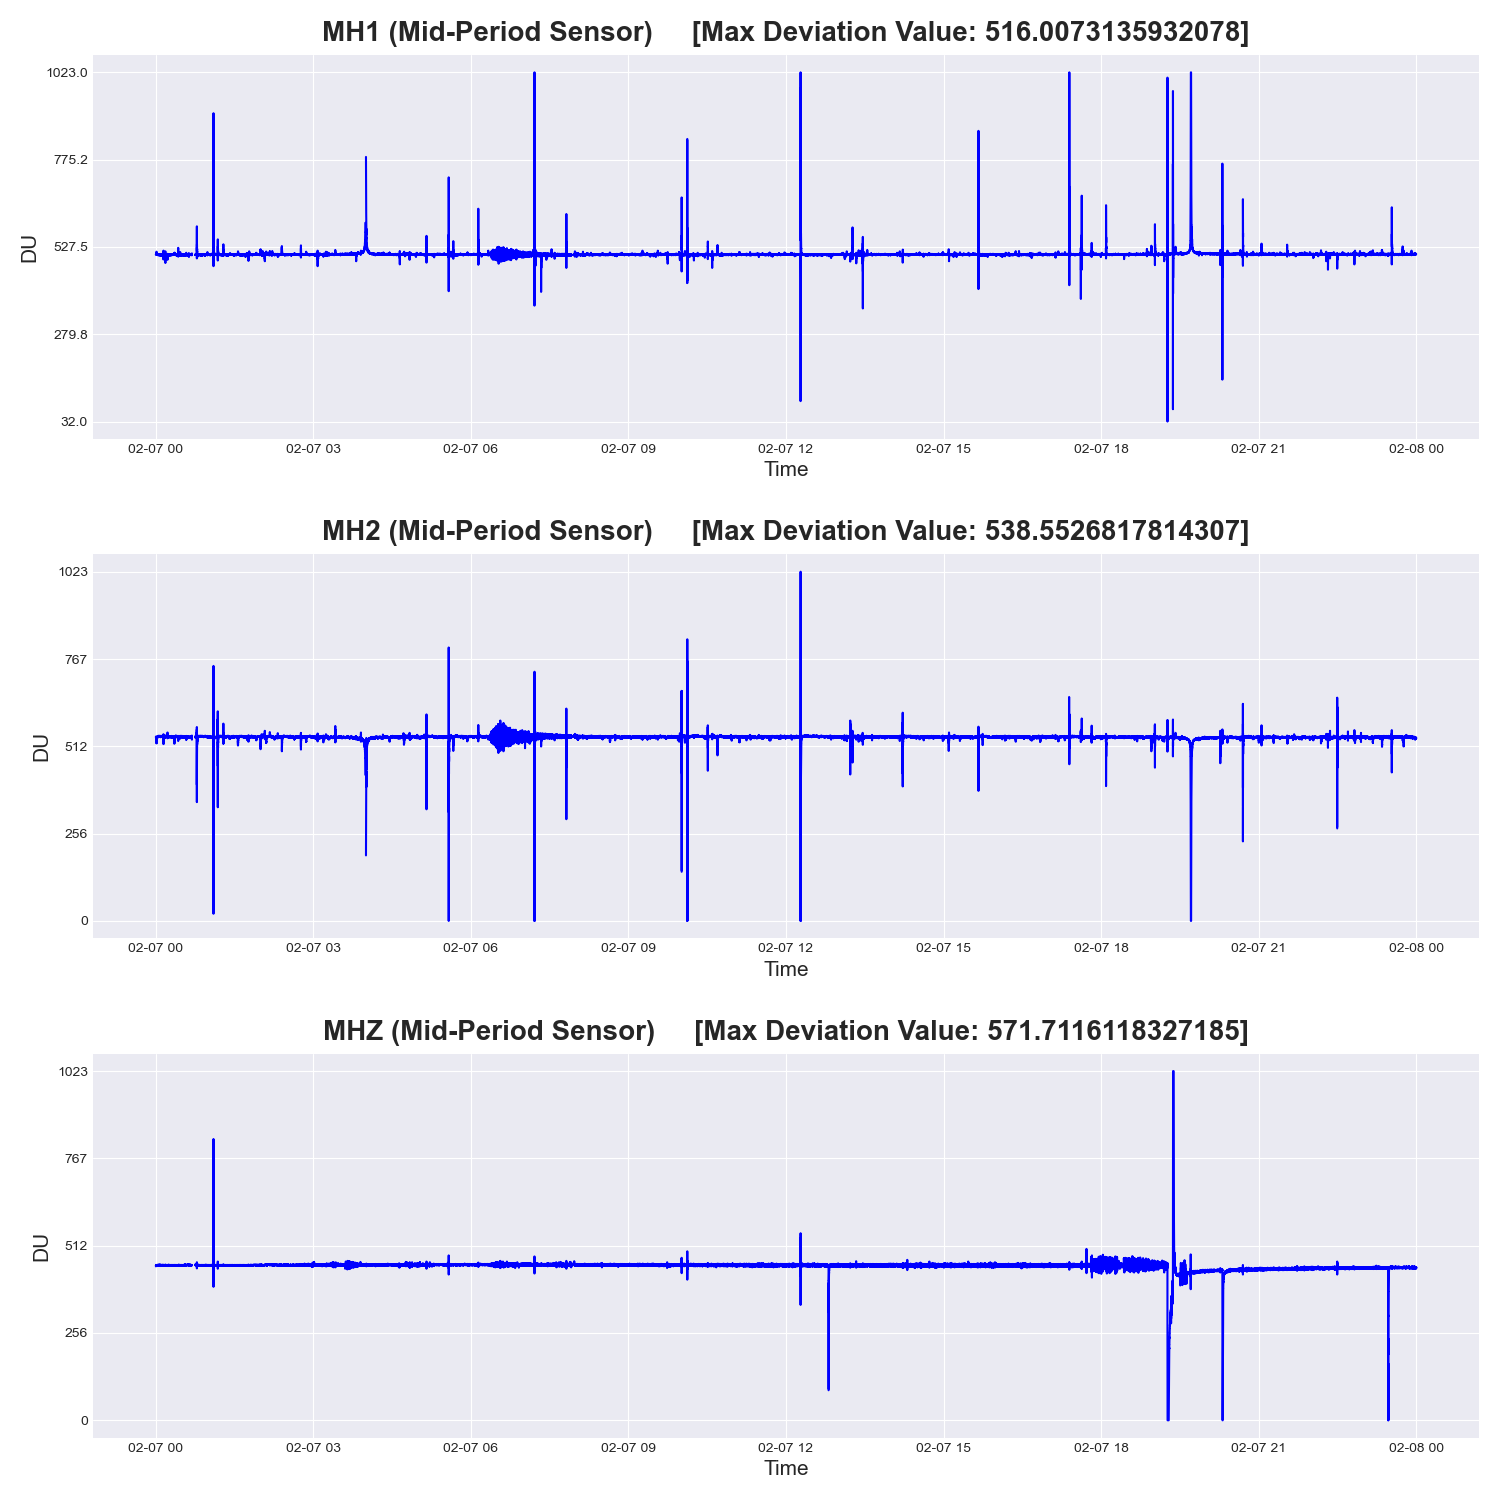 MH1 (Mid-Period Sensor) [Max Deviation Value: 516.0073135932078]
1023.0
775.2
527.5
279.8
32.0
DU
02-07 00 02-07 03 02-07 06 02-07 09 02-07 12 02-07 15 02-07 18 02-07 21 02-08 00
Time
MH2 (Mid-Period Sensor) [Max Deviation Value: 538.5526817814307]
1023
767
512
256
0
DU
02-07 00 02-07 03 02-07 06 02-07 09 02-07 12 02-07 15 02-07 18 02-07 21 02-08 00
Time
MHZ (Mid-Period Sensor) [Max Deviation Value: 571.7116118327185]
1023
767
512
256
0
DU
02-07 00 02-07 03 02-07 06 02-07 09 02-07 12 02-07 15 02-07 18 02-07 21 02-08 00
Time